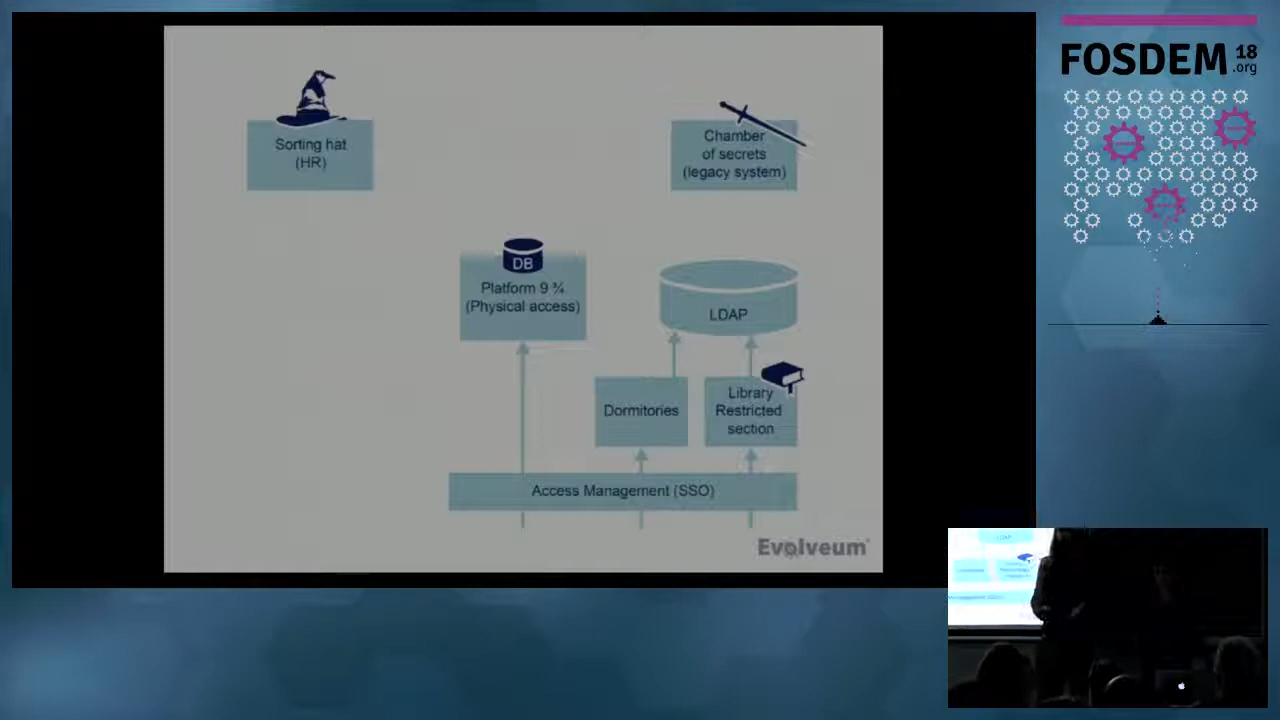 Sorting hat
(HR)
Chamber
of secrets
(legacy system)
DB
Platform 9 ¾
(Physical access)
LDAP
Dormitories
Library
Restricted
section
Access Management (SSO)
Evolveum
FOSDEM 18
.org